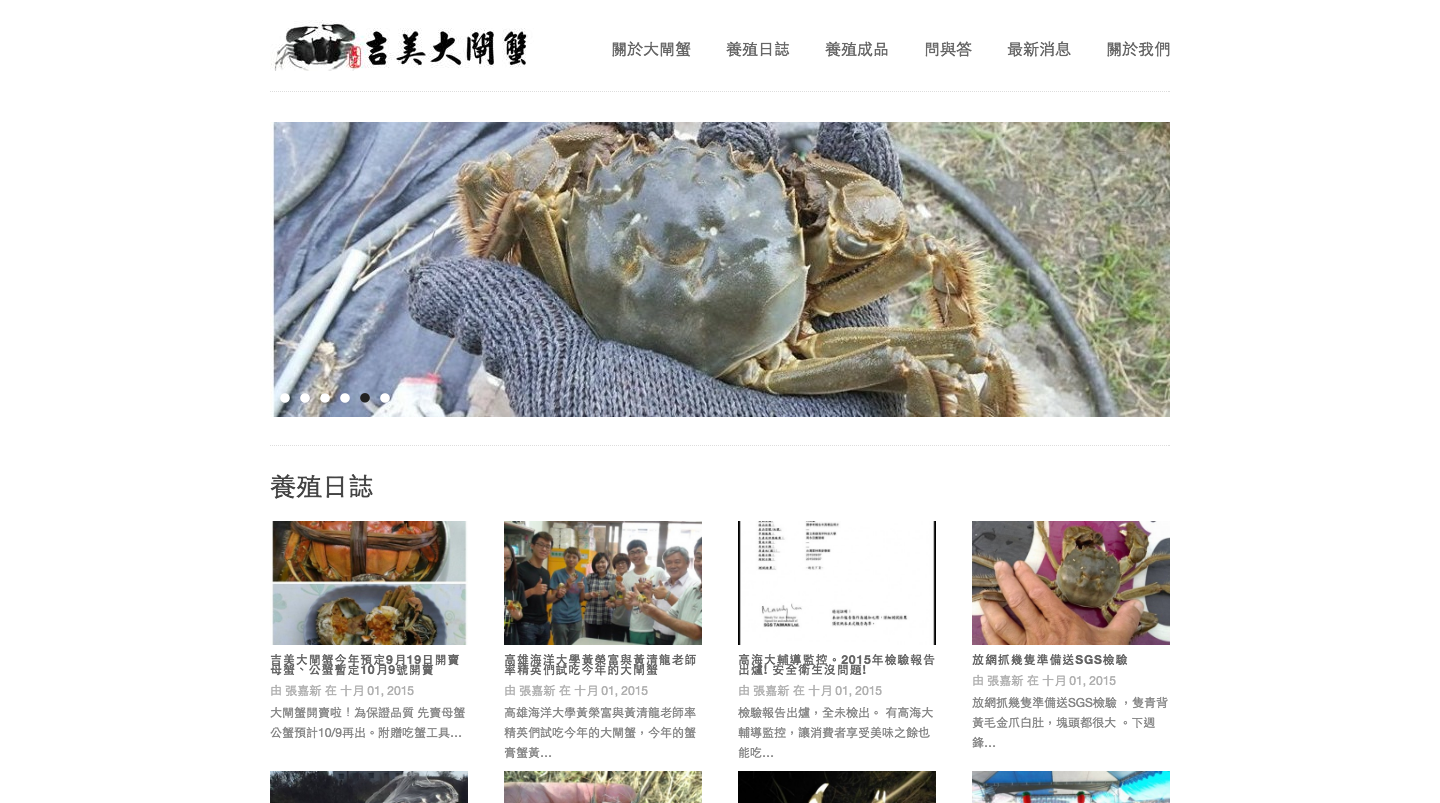 吉美大閘蟹
關於大閘蟹 養殖日誌 養殖成品 問與答 最新消息 關於我們
養殖日誌
吉美大閘蟹今年預定9月19日開賣
母蟹、公蟹暫定10月9號開賣
由 張嘉新 在 十月 01, 2015
大閘蟹開賣啦！為保證品質 先賣母蟹
公蟹預計10/9再出。附贈吃蟹工具...
高雄海洋大學黃榮富與黃清龍老師
率精英們試吃今年的大閘蟹
由 張嘉新 在 十月 01, 2015
高雄海洋大學黃榮富與黃清龍老師率
精英們試吃今年的大閘蟹，今年的蟹
膏蟹黃...
SGS TAIWAN Ltd.
高海大輔導監控。2015年檢驗報告
出爐! 安全衛生沒問題!
由 張嘉新 在 十月 01, 2015
檢驗報告出爐，全未檢出。 有高海大
輔導監控，讓消費者享受美味之餘也
能吃...
放網抓幾隻準備送SGS檢驗
由 張嘉新 在 十月 01, 2015
放網抓幾隻準備送SGS檢驗 ，隻青背
黃毛金爪白肚，塊頭都很大 。下週
鋒...